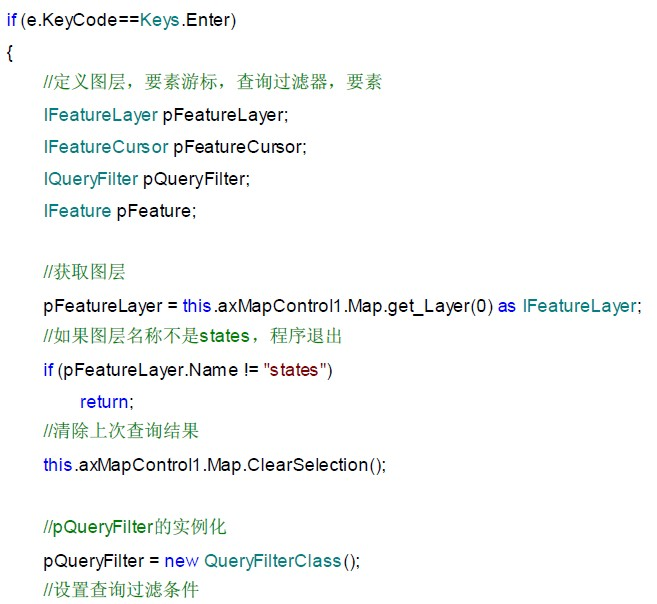 if (e.KeyCode==Keys.Enter)
{
//定义图层，要素游标，查询过滤器，要素
IFeatureLayer pFeatureLayer;
IFeatureCursor pFeatureCursor;
IQueryFilter pQueryFilter;
IFeature pFeature;
//获取图层
pFeatureLayer = this.axMapControl1.Map.get_Layer(0) as IFeatureLayer;
//如果图层名称不是states，程序退出
if (pFeatureLayer.Name != "states")
return;
//清除上次查询结果
this.axMapControl1.Map.ClearSelection();
//pQueryFilter的实例化
pQueryFilter = new QueryFilterClass();
//设置查询过滤条件